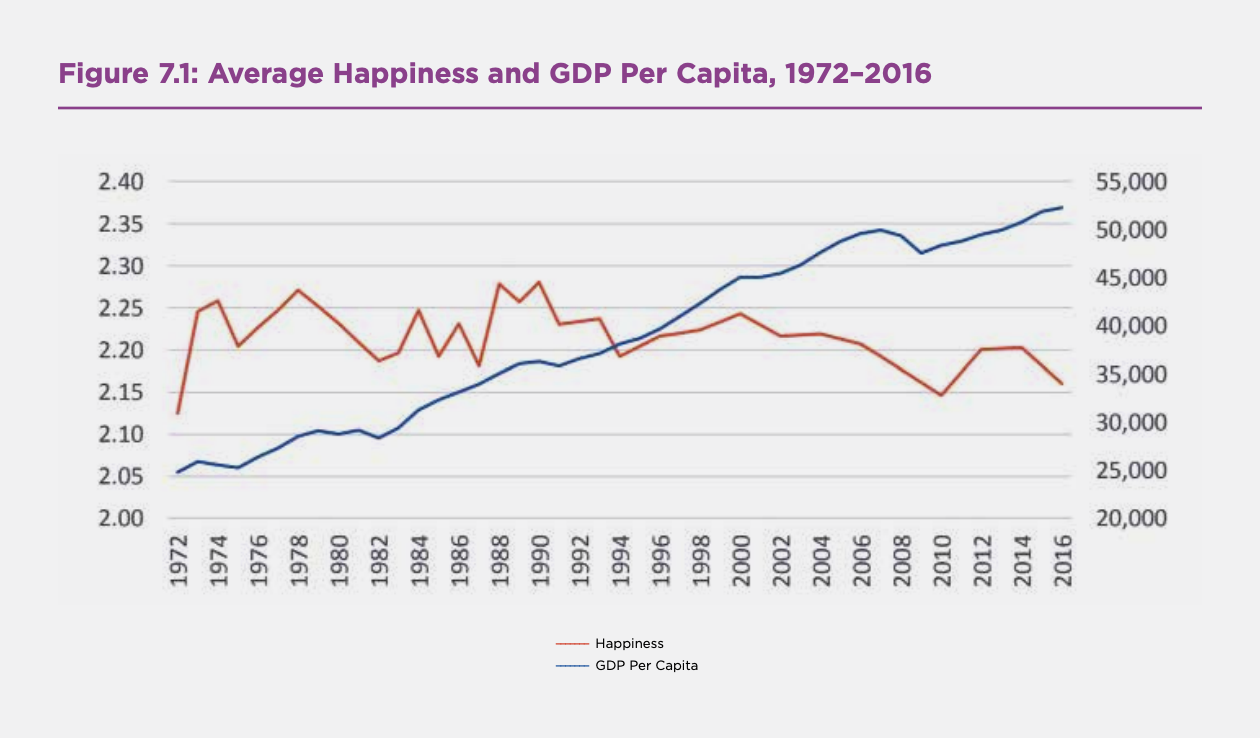 Figure 7.1: Average Happiness and GDP Per Capita, 1972–2016
2.40 55,000
2.35 50,000
2.30 45,000
2.25 40,000
2.20 35,000
2.15 30,000
2.10 25,000
2.05 20,000
2.00
1972 1974 1976 1978 1980 1982 1984 1986 1988 1990 1992 1994 1996 1998 2000 2002 2004 2006 2008 2010 2012 2014 2016
Happiness
GDP Per Capita